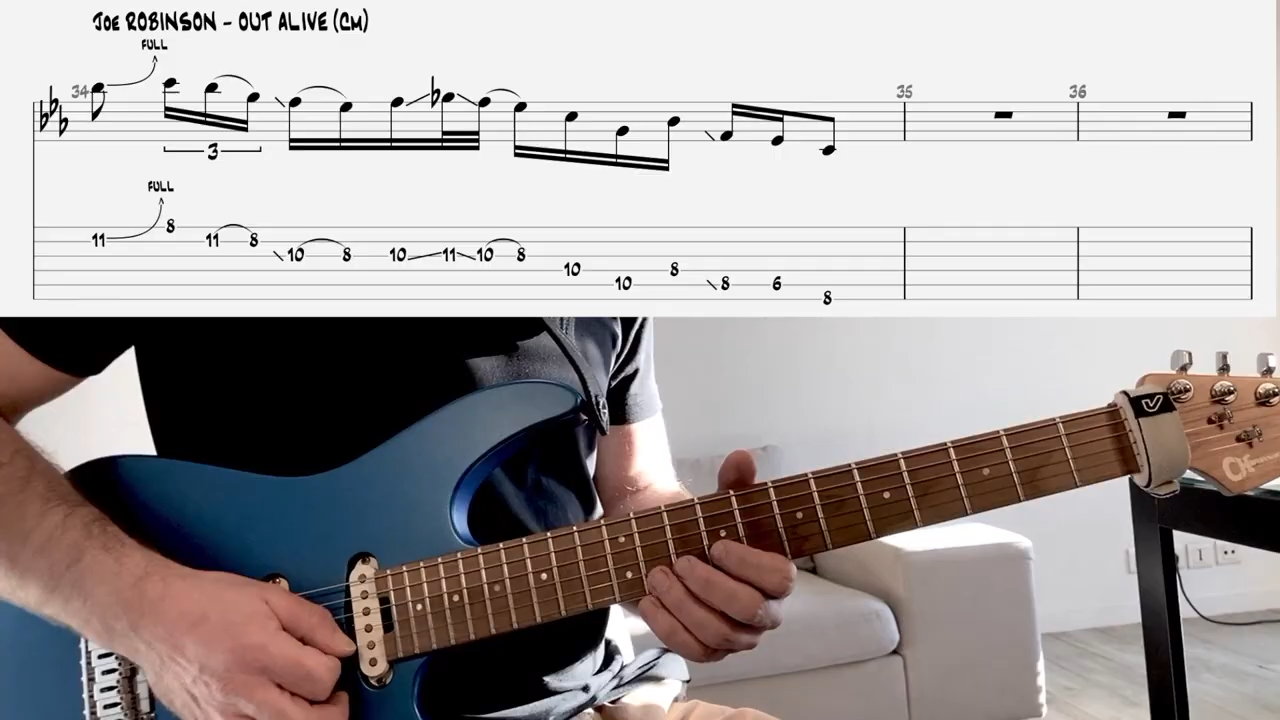 Joe ROBINSON - OUT ALIVE (Cm)
FULL
34 35 36
3
FULL
8
11 11 8
10 8 10 11 10 8
10 8
10 8 6
8